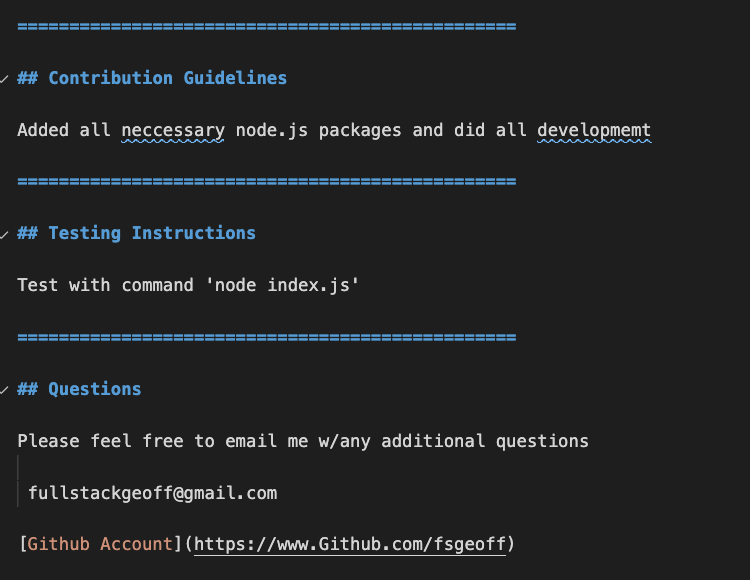 ================================================
## Contribution Guidelines
Added all neccessary node.js packages and did all developmemt
================================================
## Testing Instructions
Test with command 'node index.js'
================================================
## Questions
Please feel free to email me w/any additional questions
fullstackgeoff@gmail.com
[Github Account](https://www.Github.com/fsgeoff)